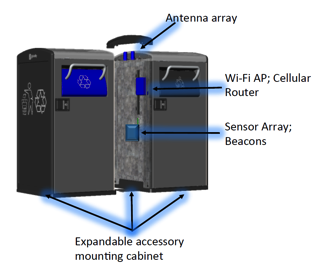 Antenna array
Wi-Fi AP; Cellular
Router
Sensor Array;
Beacons
Expandable accessory
mounting cabinet